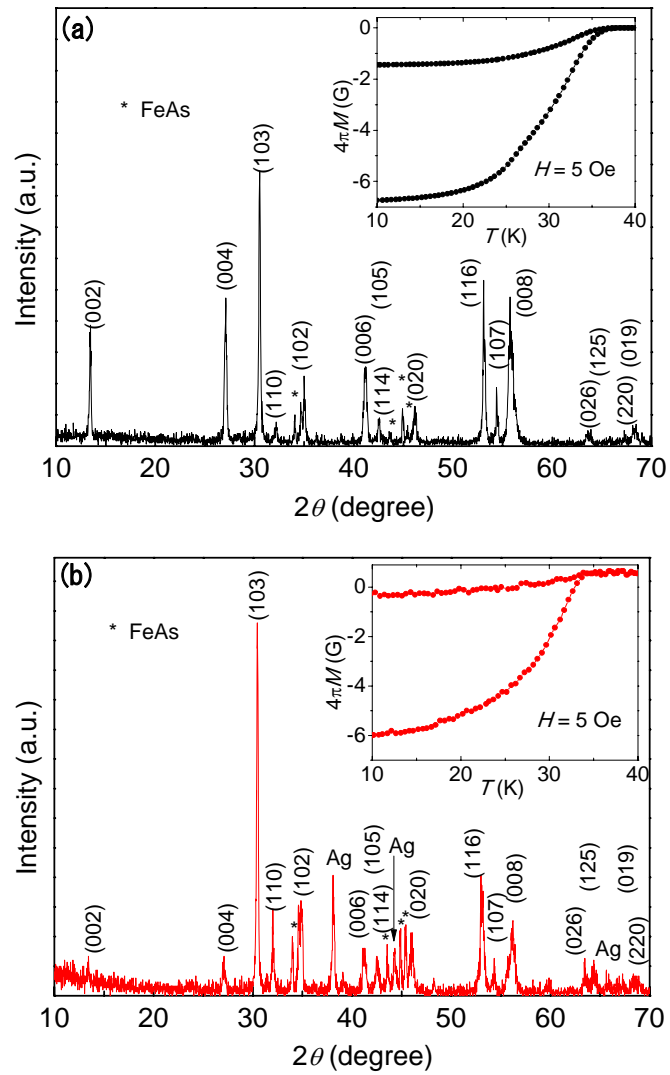 (a)
* FeAs
Intensity (a.u.)
(002)
(004)
(103)
(110)
*
(102)
(006)
(105)
(114)
*
*
*
(020)
(116)
(107)
(008)
(026)
(125)
(220)
(019)
10 20 30 40 50 60 70
2θ (degree)
0
-2
-4
-6
4πM (G)
H = 5 Oe
10 20 30 40
T (K)
(b)
* FeAs
Intensity (a.u.)
(002)
(004)
(103)
(110)
*
(102)
Ag
(006)
(105)
*
(114)
Ag
*
*
(020)
(116)
(107)
(008)
(026)
(125)
Ag
(019)
(220)
10 20 30 40 50 60 70
2θ (degree)
0
-2
-4
-6
4πM (G)
H = 5 Oe
10 20 30 40
T (K)